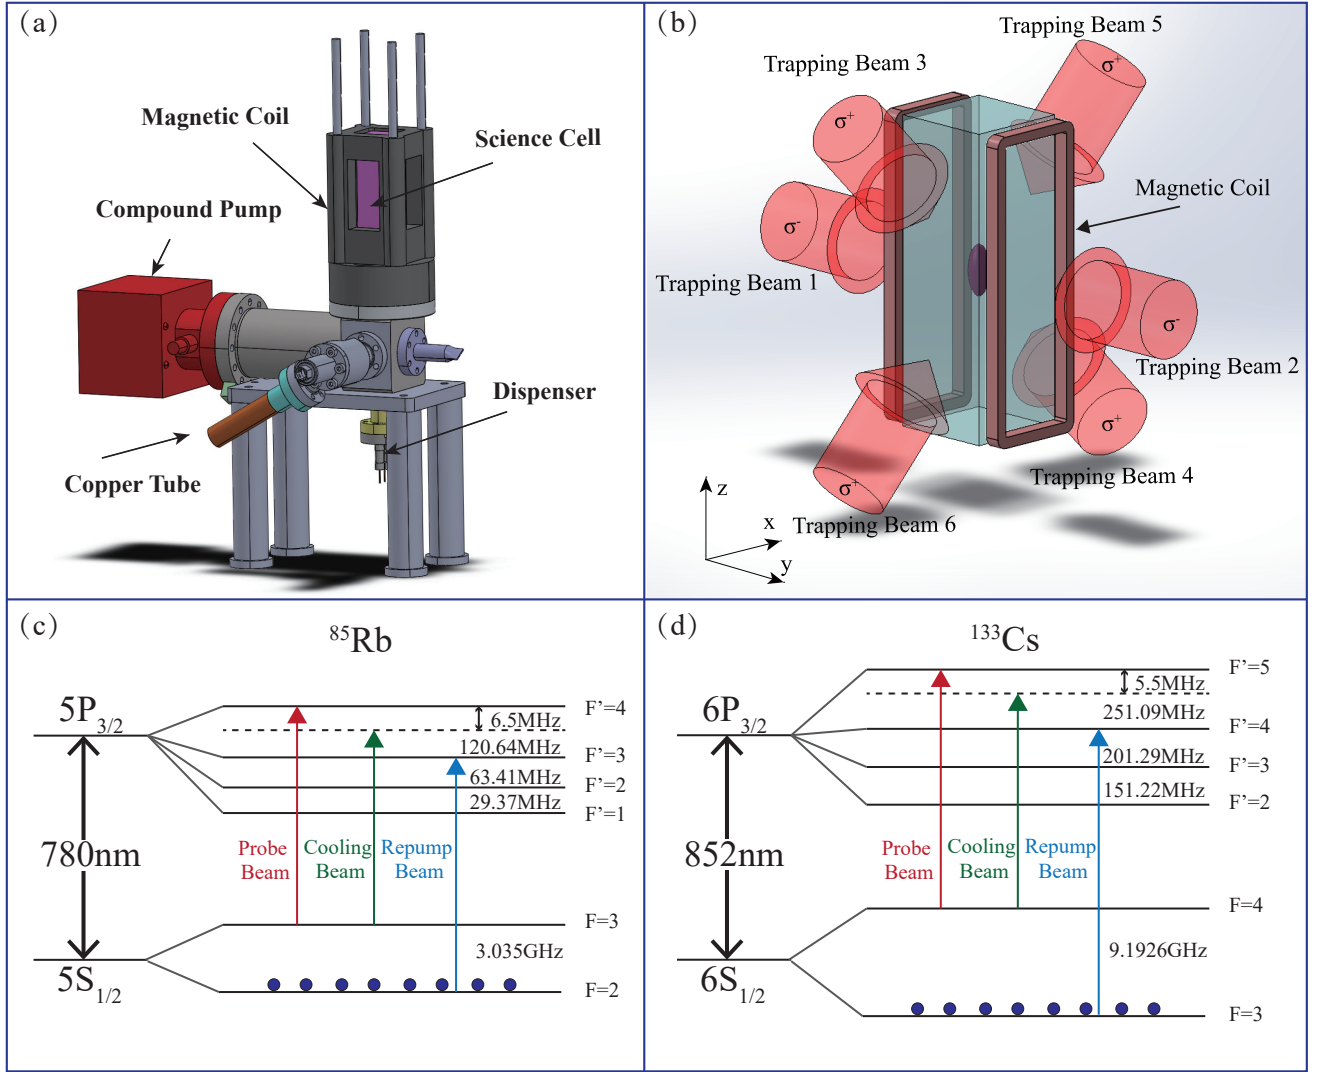 (a)
Magnetic Coil
Science Cell
Compound Pump
Dispenser
Copper Tube
(b)
Trapping Beam 5
Trapping Beam 3
σ+
σ+
Magnetic Coil
σ-
Trapping Beam 1
σ-
Trapping Beam 2
σ+
Trapping Beam 4
σ+
Trapping Beam 6
z
x
y
(c)
⁸⁵Rb
5P3/2
F'=4
6.5MHz
120.64MHz
F'=3
63.41MHz
F'=2
29.37MHz
F'=1
780nm
Probe
Beam
Cooling
Beam
Repump
Beam
F=3
3.035GHz
5S1/2
F=2
(d)
¹³³Cs
F'=5
5.5MHz
6P3/2
251.09MHz
F'=4
201.29MHz
F'=3
151.22MHz
F'=2
852nm
Probe
Beam
Cooling
Beam
Repump
Beam
F=4
9.1926GHz
6S1/2
F=3